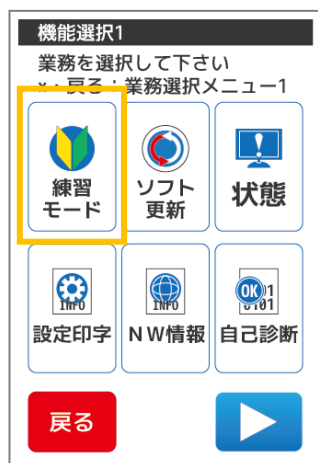 機能選択1
業務を選択して下さい
×：戻る：業務選択メニュー1
練習
モード
ソフト
更新
状態
INFO
設定印字
INFO
NW情報
OK 01
0101
自己診断
戻る